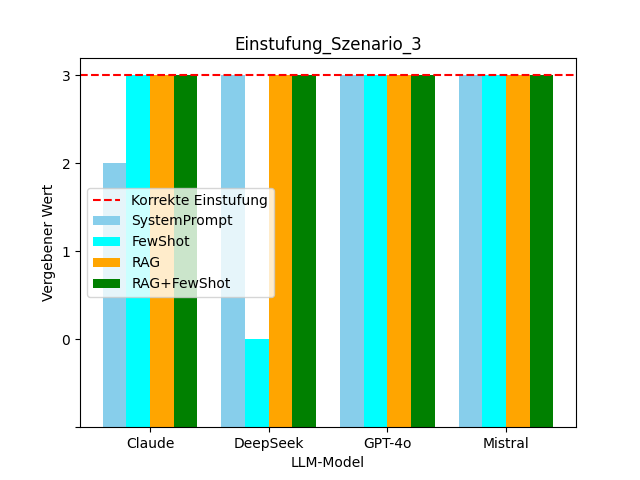 Einstufung_Szenario_3
Vergebener Wert
3
2
1
0
Korrekte Einstufung
SystemPrompt
FewShot
RAG
RAG+FewShot
Claude
DeepSeek
GPT-4o
Mistral
LLM-Model